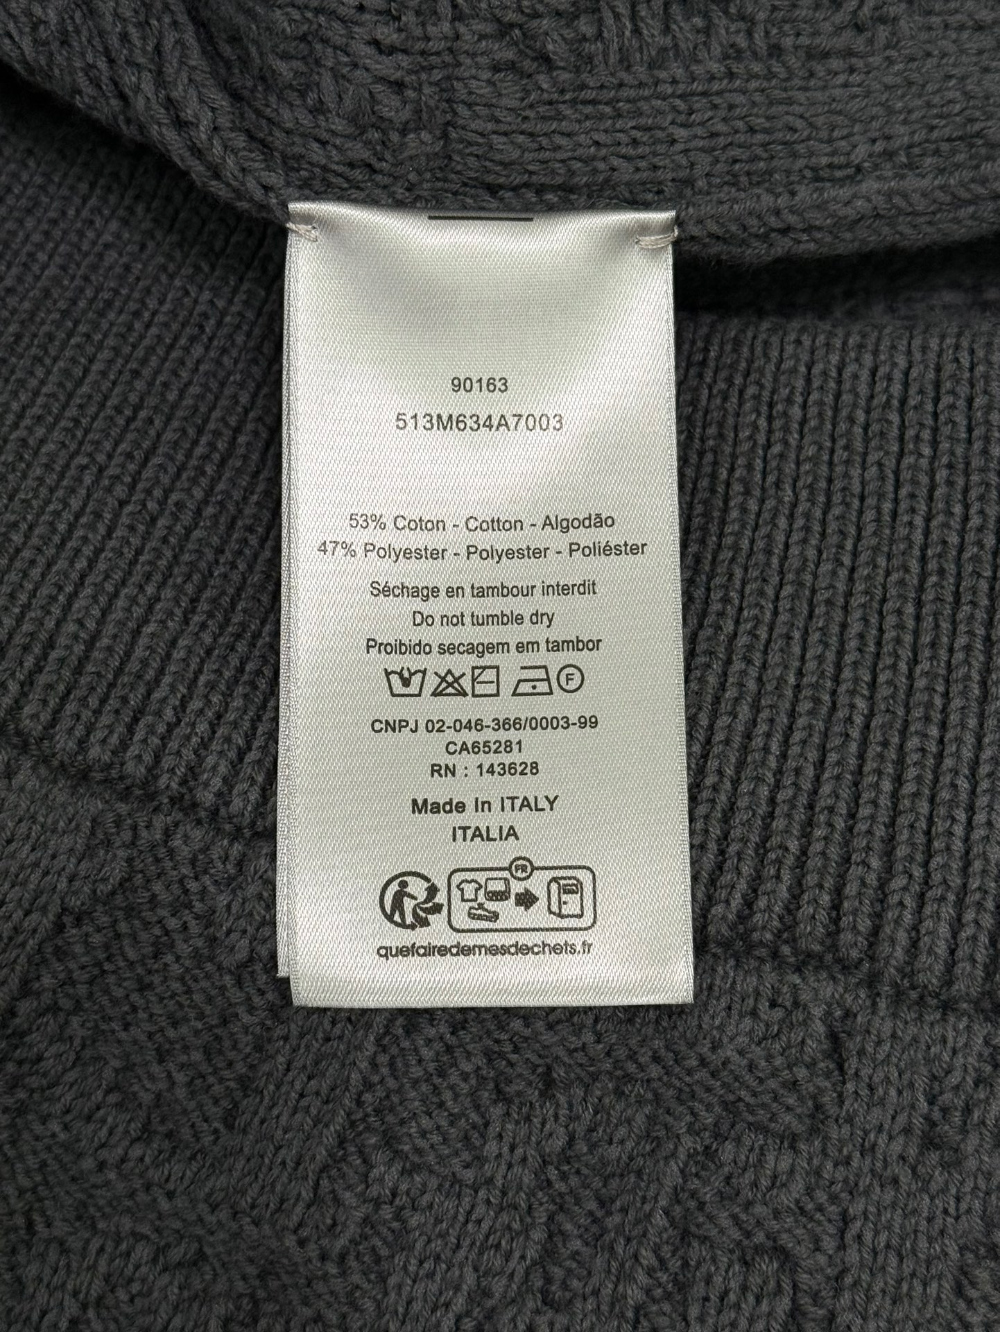 90163
513M634A7003
53% Coton - Cotton - Algodão
47% Polyester - Polyester - Poliéster
Séchage en tambour interdit
Do not tumble dry
Proibido secagem em tambor
F
CNPJ 02-046-366/0003-99
CA65281
RN : 143628
Made In ITALY
ITALIA
FR
quefairedemesdechets.fr